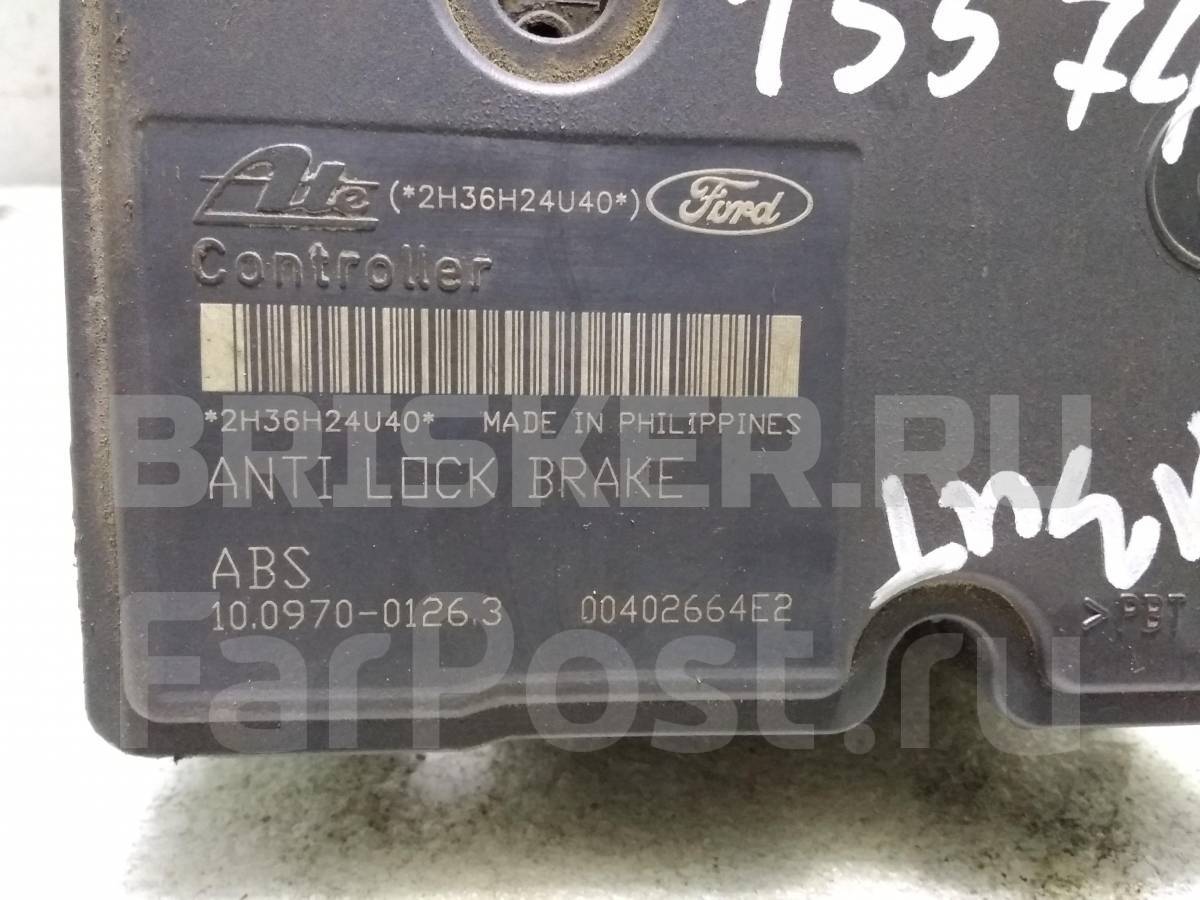 Ate (*2H36H24U40*) Ford
Controller
*2H36H24U40* MADE IN PHILIPPINES
ANTI LOCK BRAKE
ABS
10.0970-0126.3 00402664E2
>PBT
BRISKER.RU
FarPost.ru